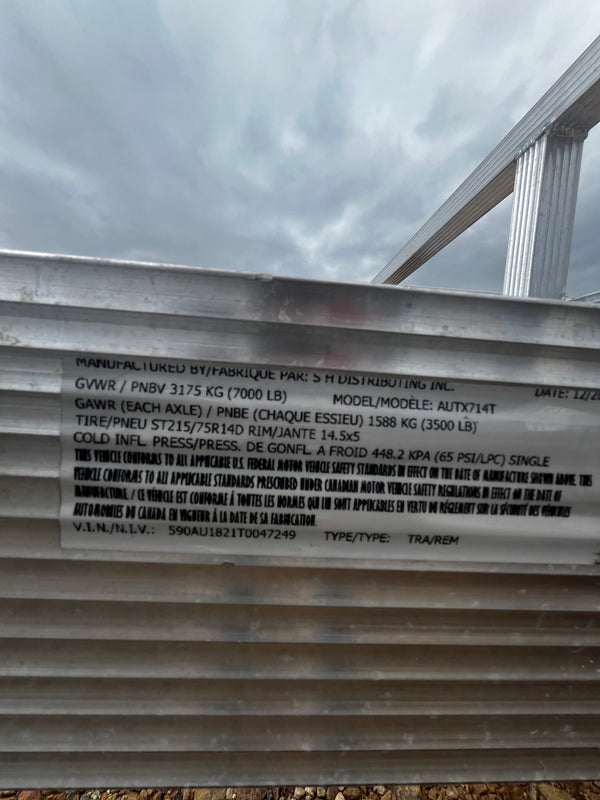 MANUFACTURED BY/FABRIQUE PAR: S H DISTRIBUTING INC.
DATE: 12/20
GVWR / PNBV 3175 KG (7000 LB) MODEL/MODÈLE: AUTX714T
GAWR (EACH AXLE) / PNBE (CHAQUE ESSIEU) 1588 KG (3500 LB)
TIRE/PNEU ST215/75R14D RIM/JANTE 14.5x5
COLD INFL. PRESS/PRESS. DE GONFL. A FROID 448.2 KPA (65 PSI/LPC) SINGLE
THIS VEHICLE CONFORMS TO ALL APPLICABLE U.S. FEDERAL MOTOR VEHICLE SAFETY STANDARDS IN EFFECT ON THE DATE OF MANUFACTURE SHOWN ABOVE. THIS
VEHICLE CONFORMS TO ALL APPLICABLE STANDARDS PRESCRIBED UNDER CANADIAN MOTOR VEHICLE SAFETY REGULATIONS IN EFFECT ON THE DATE OF
MANUFACTURE. / CE VÉHICLE EST CONFORME À TOUTES LES NORMES QUI LUI SONT APPLICABLES EN VERTU DU RÈGLEMENT SUR LA SÉCURITÉ DES VÉHICULES
AUTOMOBILES DU CANADA EN VIGUEUR À LA DATE DE SA FABRICATION.
V.I.N./N.I.V.: 590AU1821T0047249 TYPE/TYPE: TRA/REM